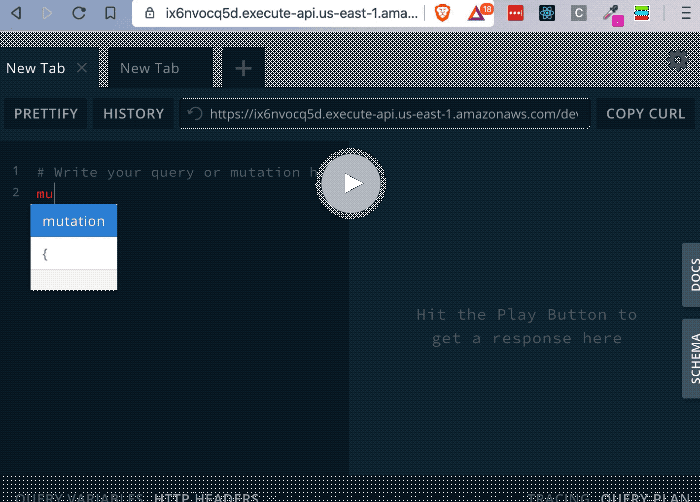 ix6nvocq5d.execute-api.us-east-1.ama...
18
C
New Tab
New Tab
PRETTIFY
HISTORY
https://ix6nvocq5d.execute-api.us-east-1.amazonaws.com/dev
COPY CURL
1 # Write your query or mutation h
2 mu
mutation
{
Hit the Play Button to
get a response here
DOCS
SCHEMA
QUERY VARIABLES HTTP HEADERS
TRACING QUERY PLAN